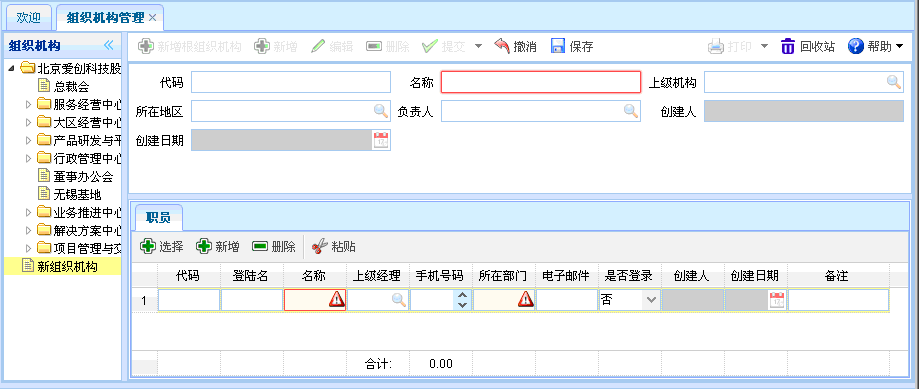 欢迎 组织机构管理
组织机构
新增根组织机构 新增 编辑 删除 提交 撤消 保存 打印 回收站 帮助
北京爱创科技股
总裁会
服务经营中心
大区经营中心
产品研发与平
行政管理中心
董事办公会
无锡基地
业务推进中心
解决方案中心
项目管理与交
新组织机构
代码 名称 上级机构
所在地区 负责人 创建人
创建日期
职员
选择 新增 删除 粘贴
代码 登陆名 名称 上级经理 手机号码 所在部门 电子邮件 是否登录 创建人 创建日期 备注
1 否
合计: 0.00